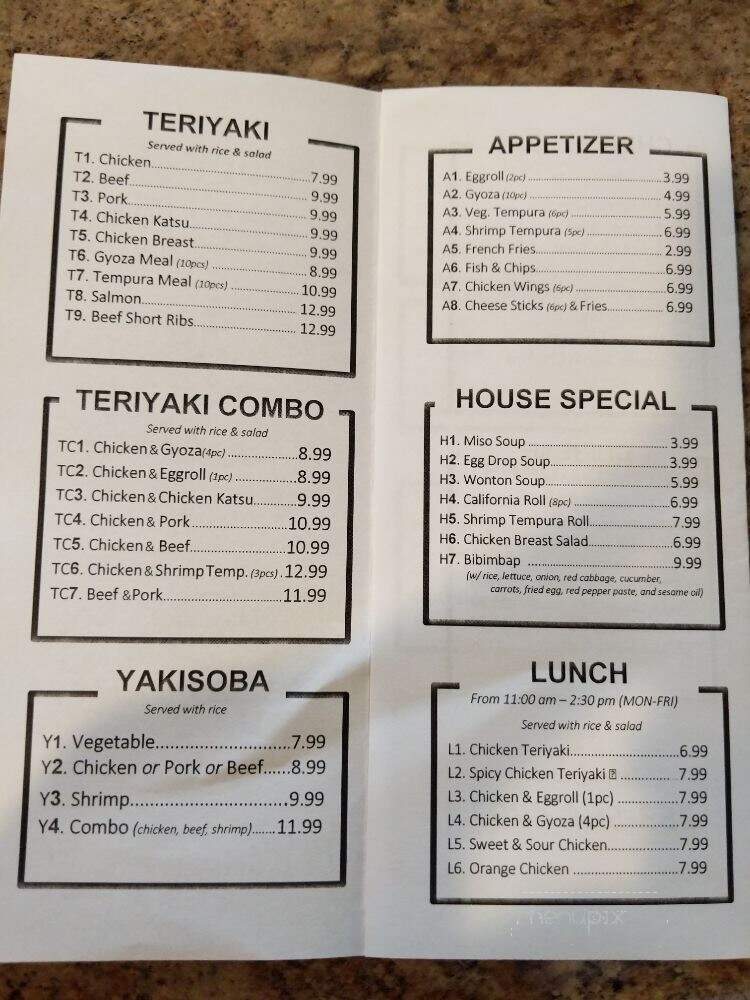 TERIYAKI
Served with rice & salad
T1. Chicken 7.99
T2. Beef 9.99
T3. Pork 9.99
T4. Chicken Katsu 9.99
T5. Chicken Breast 9.99
T6. Gyoza Meal (10pcs) 8.99
T7. Tempura Meal (10pcs) 10.99
T8. Salmon 12.99
T9. Beef Short Ribs 12.99
TERIYAKI COMBO
Served with rice & salad
TC1. Chicken & Gyoza (4pc) 8.99
TC2. Chicken & Eggroll (1pc) 8.99
TC3. Chicken & Chicken Katsu 9.99
TC4. Chicken & Pork 10.99
TC5. Chicken & Beef 10.99
TC6. Chicken & Shrimp Temp. (3pcs) 12.99
TC7. Beef & Pork 11.99
YAKISOBA
Served with rice
Y1. Vegetable 7.99
Y2. Chicken or Pork or Beef 8.99
Y3. Shrimp 9.99
Y4. Combo (chicken, beef, shrimp) 11.99
APPETIZER
A1. Eggroll (2pc) 3.99
A2. Gyoza (10pc) 4.99
A3. Veg. Tempura (6pc) 5.99
A4. Shrimp Tempura (5pc) 6.99
A5. French Fries 2.99
A6. Fish & Chips 6.99
A7. Chicken Wings (6pc) 6.99
A8. Cheese Sticks (6pc) & Fries 6.99
HOUSE SPECIAL
H1. Miso Soup 3.99
H2. Egg Drop Soup 3.99
H3. Wonton Soup 5.99
H4. California Roll (8pc) 6.99
H5. Shrimp Tempura Roll 7.99
H6. Chicken Breast Salad 6.99
H7. Bibimbap 9.99
(w/ rice, lettuce, onion, red cabbage, cucumber,
carrots, fried egg, red pepper paste, and sesame oil)
LUNCH
From 11:00 am – 2:30 pm (MON-FRI)
Served with rice & salad
L1. Chicken Teriyaki 6.99
L2. Spicy Chicken Teriyaki 7.99
L3. Chicken & Eggroll (1pc) 7.99
L4. Chicken & Gyoza (4pc) 7.99
L5. Sweet & Sour Chicken 7.99
L6. Orange Chicken 7.99
menupix